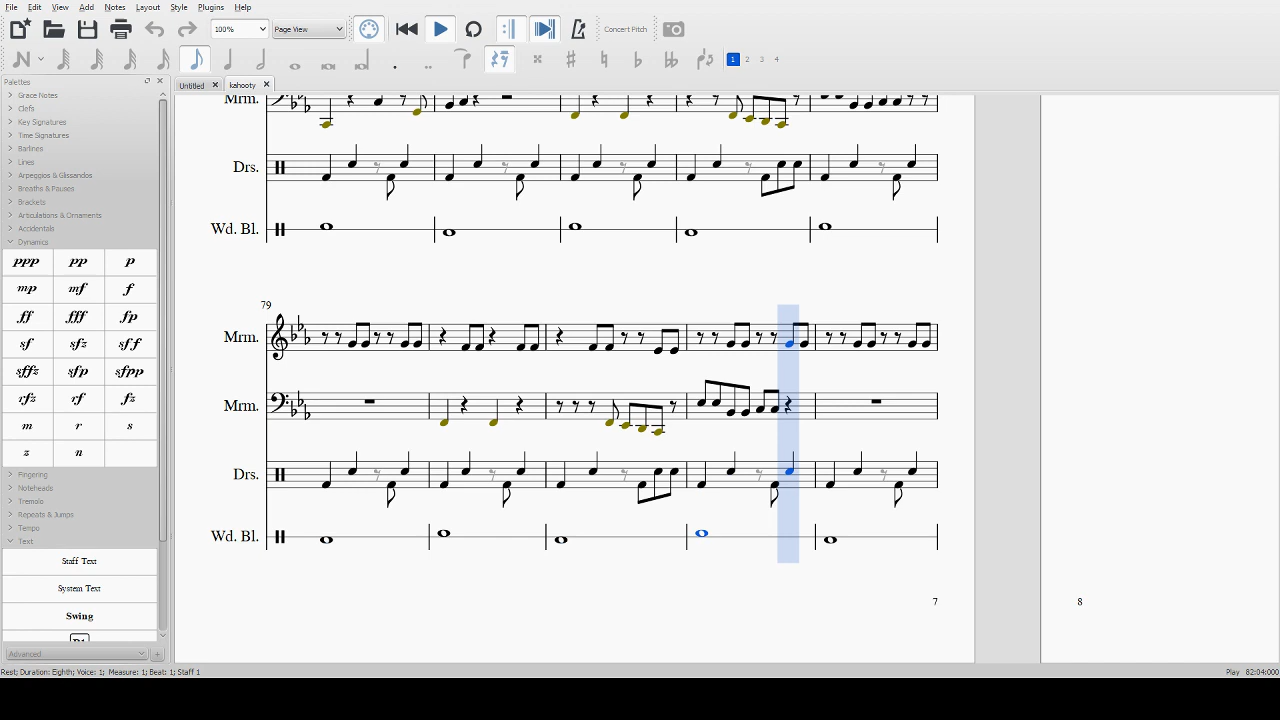 File Edit View Add Notes Layout Style Plugins Help
100% Page View Concert Pitch
1 2 3 4
Palettes
Untitled kahooty
Grace Notes
Clefs
Key Signatures
Time Signatures
Barlines
Lines
Arpeggios & Glissandos
Breaths & Pauses
Brackets
Articulations & Ornaments
Accidentals
Dynamics
ppp pp p
mp mf f
ff fff fp
sf sfz sff
sffz sfp sfpp
rfz rf fz
m r s
z n
Fingering
Noteheads
Tremolo
Repeats & Jumps
Tempo
Text
Staff Text
System Text
Swing
Advanced +
Mrm.
Drs.
Wd. Bl.
79
Mrm.
Mrm.
Drs.
Wd. Bl.
7
8
Rest; Duration: Eighth; Voice: 1; Measure: 1; Beat: 1; Staff 1
Play 82:04:000